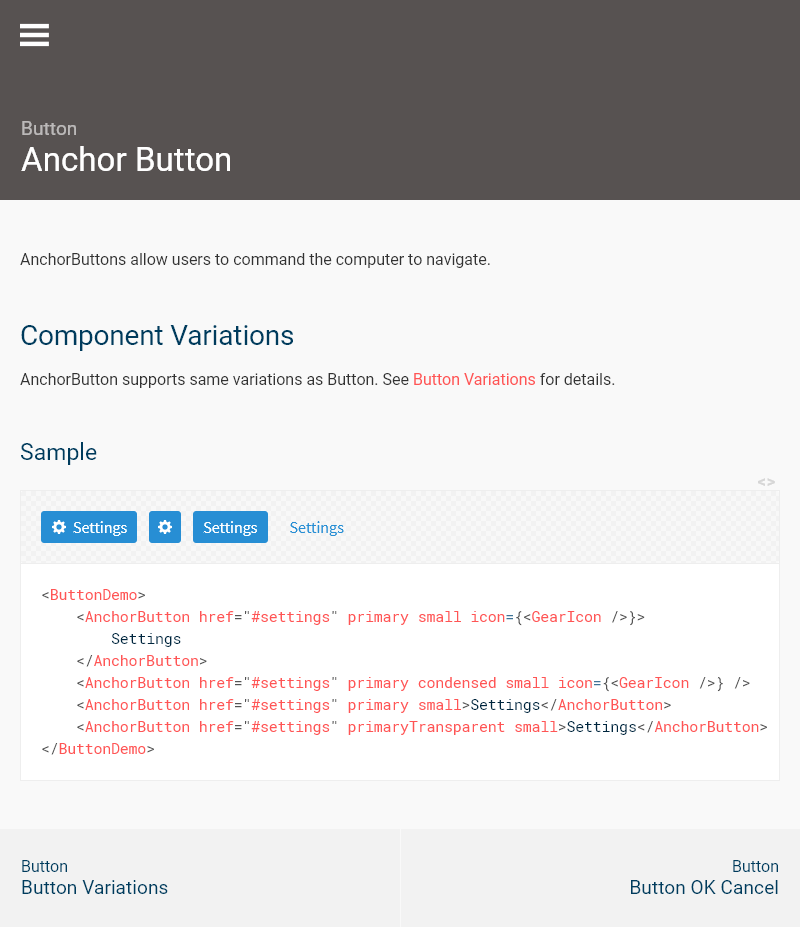 Button
Anchor Button
AnchorButtons allow users to command the computer to navigate.
Component Variations
AnchorButton supports same variations as Button. See Button Variations for details.
Sample
<>
Settings Settings Settings
<ButtonDemo>
    <AnchorButton href="#settings" primary small icon={<GearIcon />}>
        Settings
    </AnchorButton>
    <AnchorButton href="#settings" primary condensed small icon={<GearIcon />} />
    <AnchorButton href="#settings" primary small>Settings</AnchorButton>
    <AnchorButton href="#settings" primaryTransparent small>Settings</AnchorButton>
</ButtonDemo>
Button
Button Variations
Button
Button OK Cancel